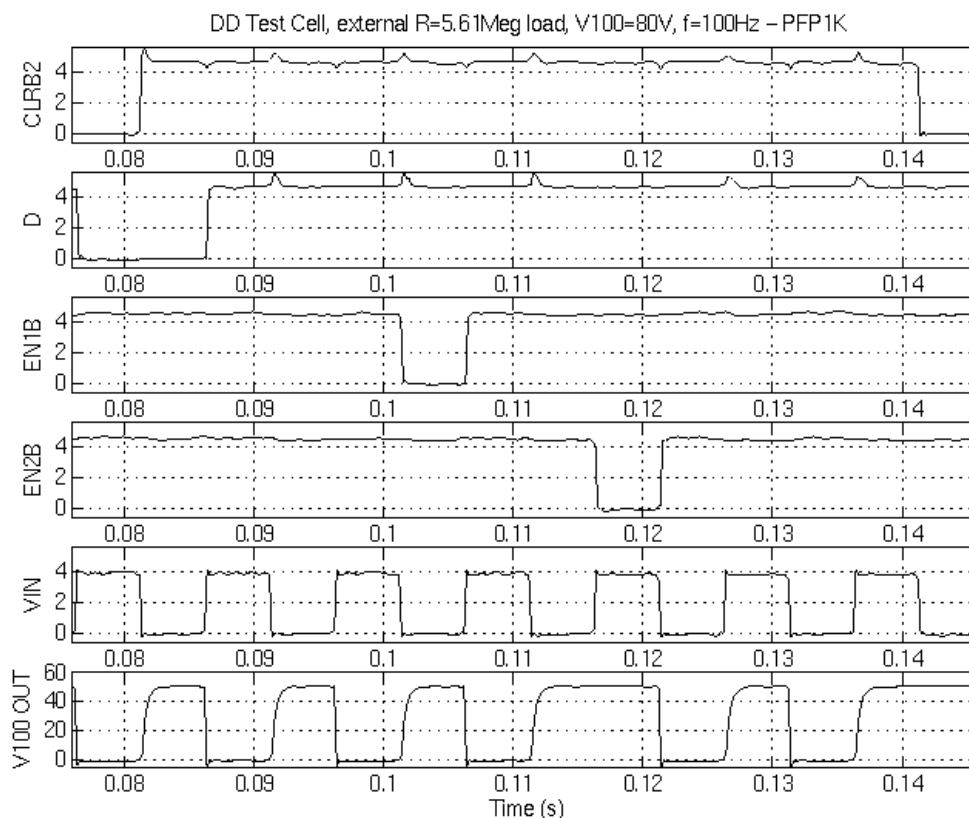 DD Test Cell, external R=5.61Meg load, V100=80V, f=100Hz – PFP1K
CLRB2
4
2
0
0.08 0.09 0.1 0.11 0.12 0.13 0.14
D
4
2
0
0.08 0.09 0.1 0.11 0.12 0.13 0.14
EN1B
4
2
0
0.08 0.09 0.1 0.11 0.12 0.13 0.14
EN2B
4
2
0
0.08 0.09 0.1 0.11 0.12 0.13 0.14
VIN
4
2
0
0.08 0.09 0.1 0.11 0.12 0.13 0.14
V100 OUT
60
40
20
0
0.08 0.09 0.1 0.11 0.12 0.13 0.14
Time (s)